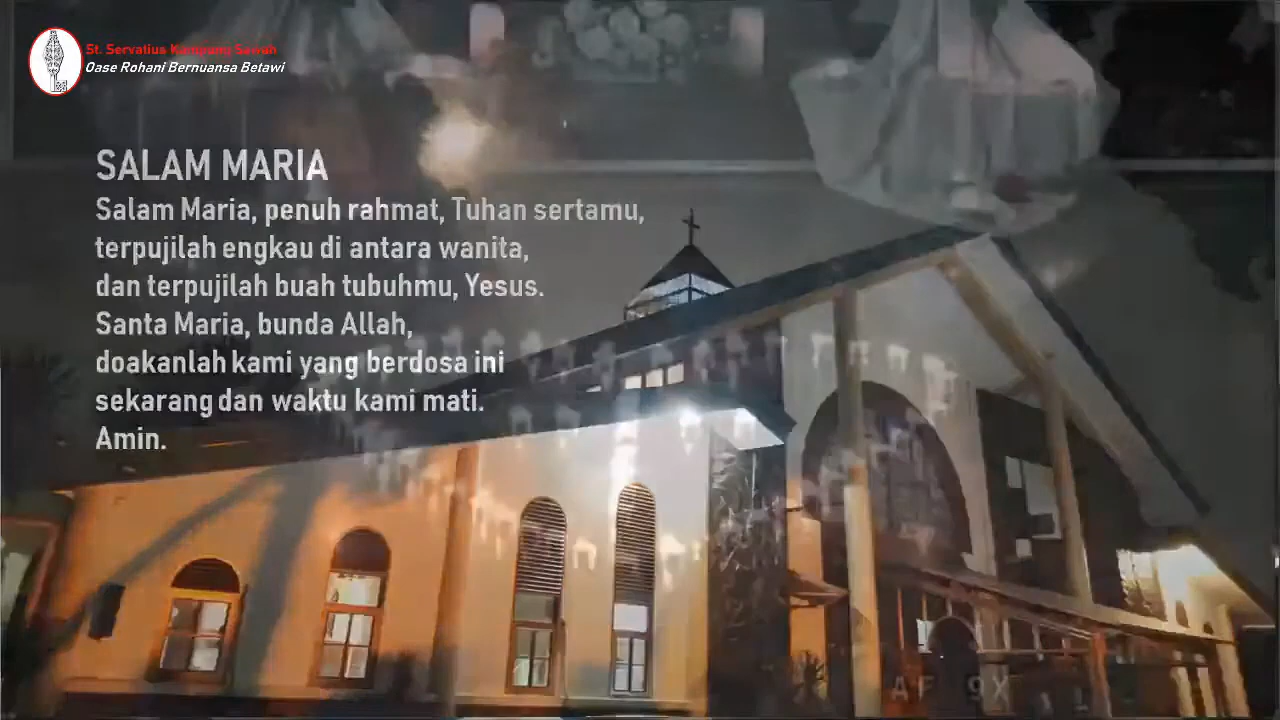 St. Servatius Kampung Sawah
Oase Rohani Bernuansa Betawi
SALAM MARIA
Salam Maria, penuh rahmat, Tuhan sertamu,
terpujilah engkau di antara wanita,
dan terpujilah buah tubuhmu, Yesus.
Santa Maria, bunda Allah,
doakanlah kami yang berdosa ini
sekarang dan waktu kami mati.
Amin.